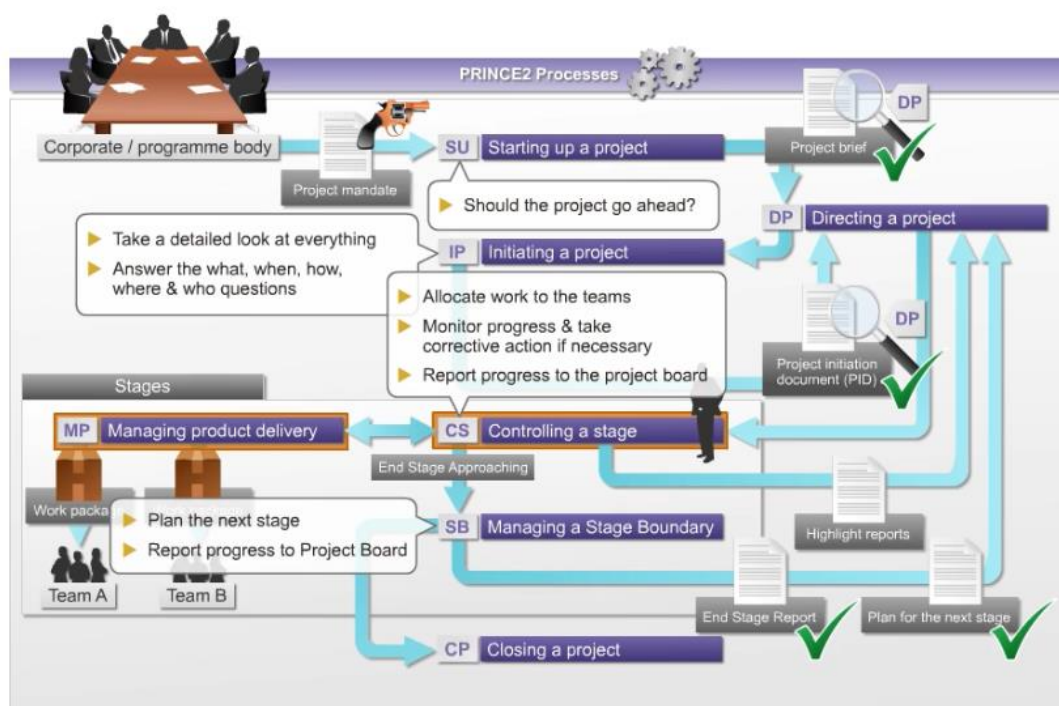 PRINCE2 Processes
DP
Corporate / programme body
SU
Starting up a project
Project brief
Project mandate
Should the project go ahead?
DP
Directing a project
Take a detailed look at everything
Answer the what, when, how,
where & who questions
IP
Initiating a project
Allocate work to the teams
Monitor progress & take
corrective action if necessary
Report progress to the project board
DP
Project initiation
document (PID)
Stages
MP
Managing product delivery
CS
Controlling a stage
End Stage Approaching
Work package
Plan the next stage
Report progress to Project Board
SB
Managing a Stage Boundary
Highlight reports
Team A
Team B
End Stage Report
Plan for the next stage
CP
Closing a project